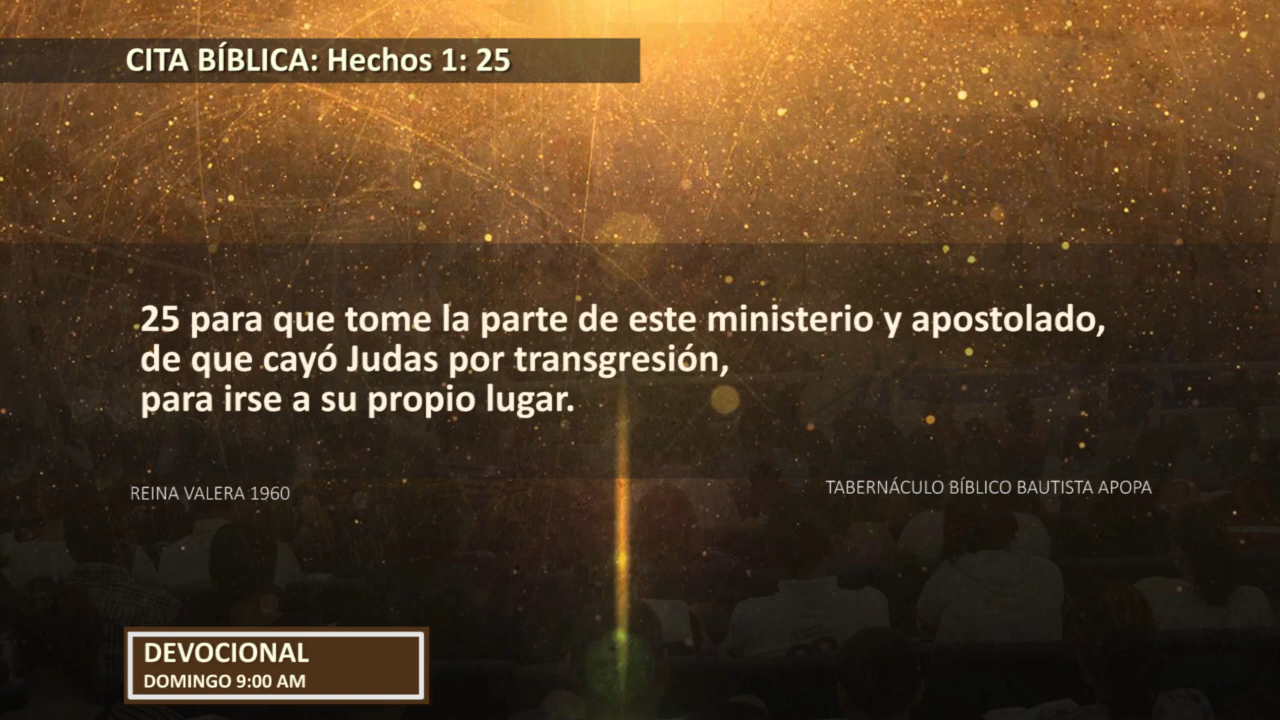 CITA BÍBLICA: Hechos 1: 25
25 para que tome la parte de este ministerio y apostolado,
de que cayó Judas por transgresión,
para irse a su propio lugar.
REINA VALERA 1960
TABERNÁCULO BÍBLICO BAUTISTA APOPA
DEVOCIONAL
DOMINGO 9:00 AM